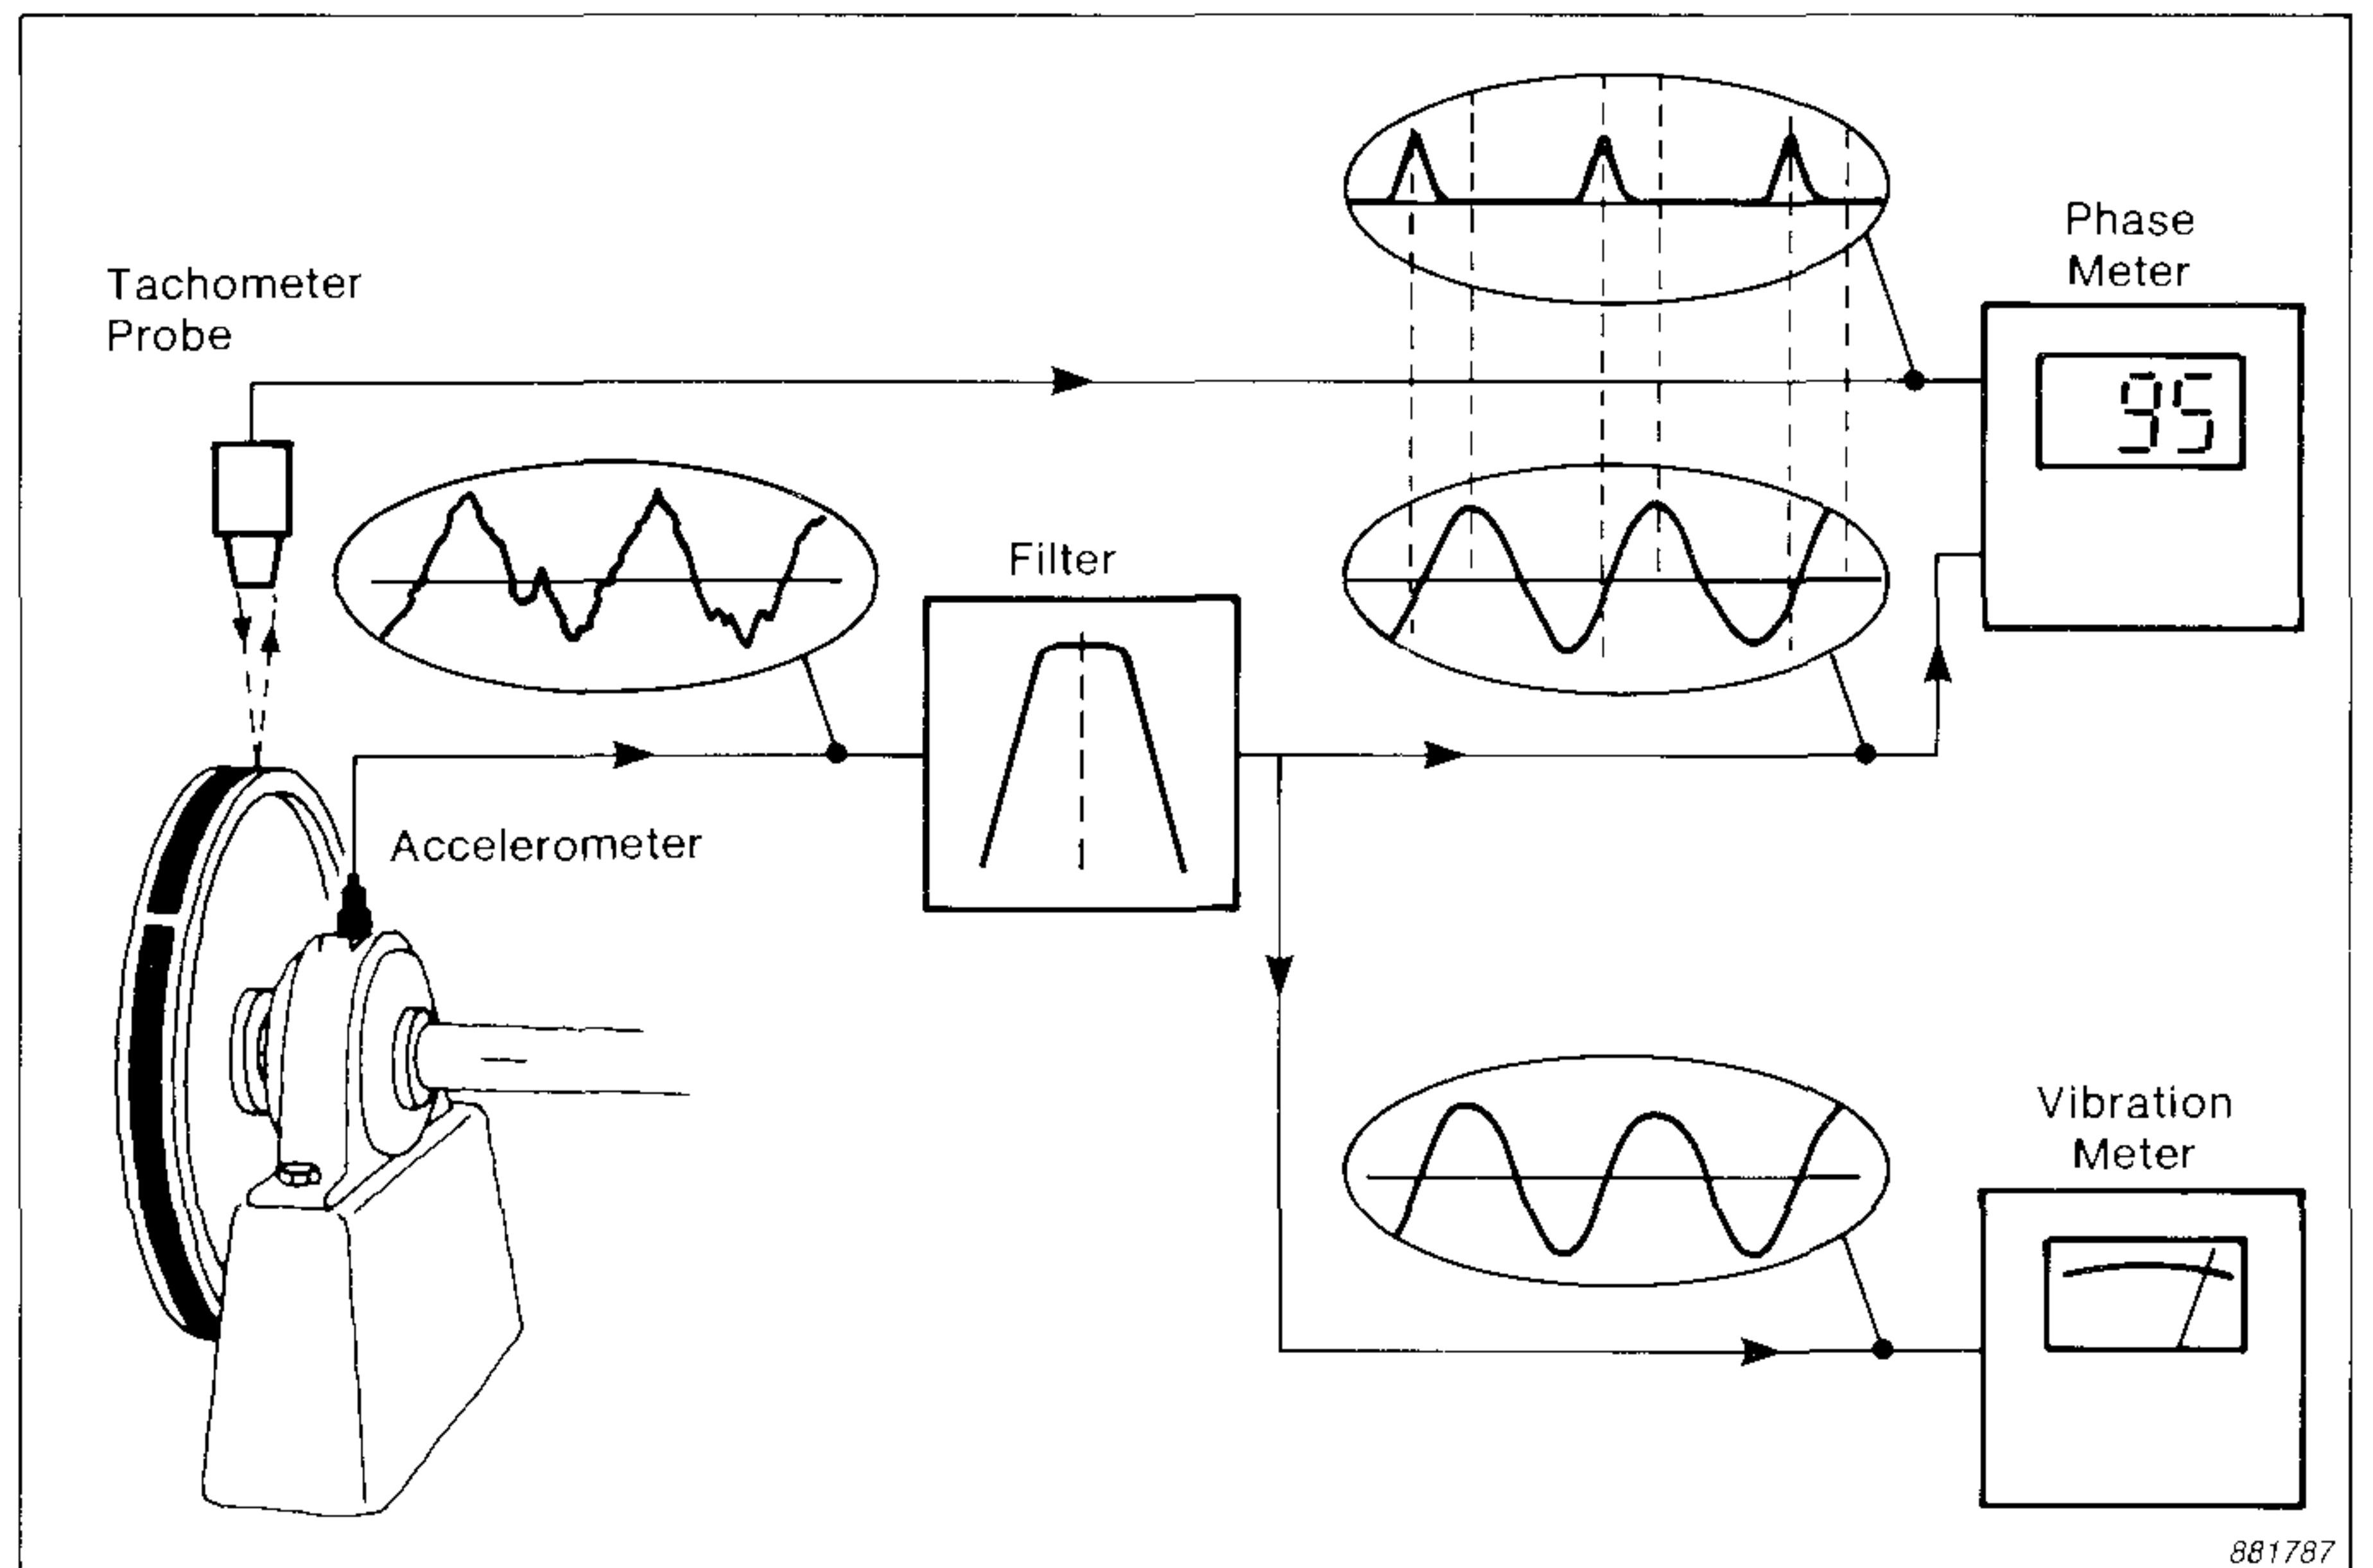 Tachometer
Probe
Phase
Meter
95
Filter
Accelerometer
Vibration
Meter
881787